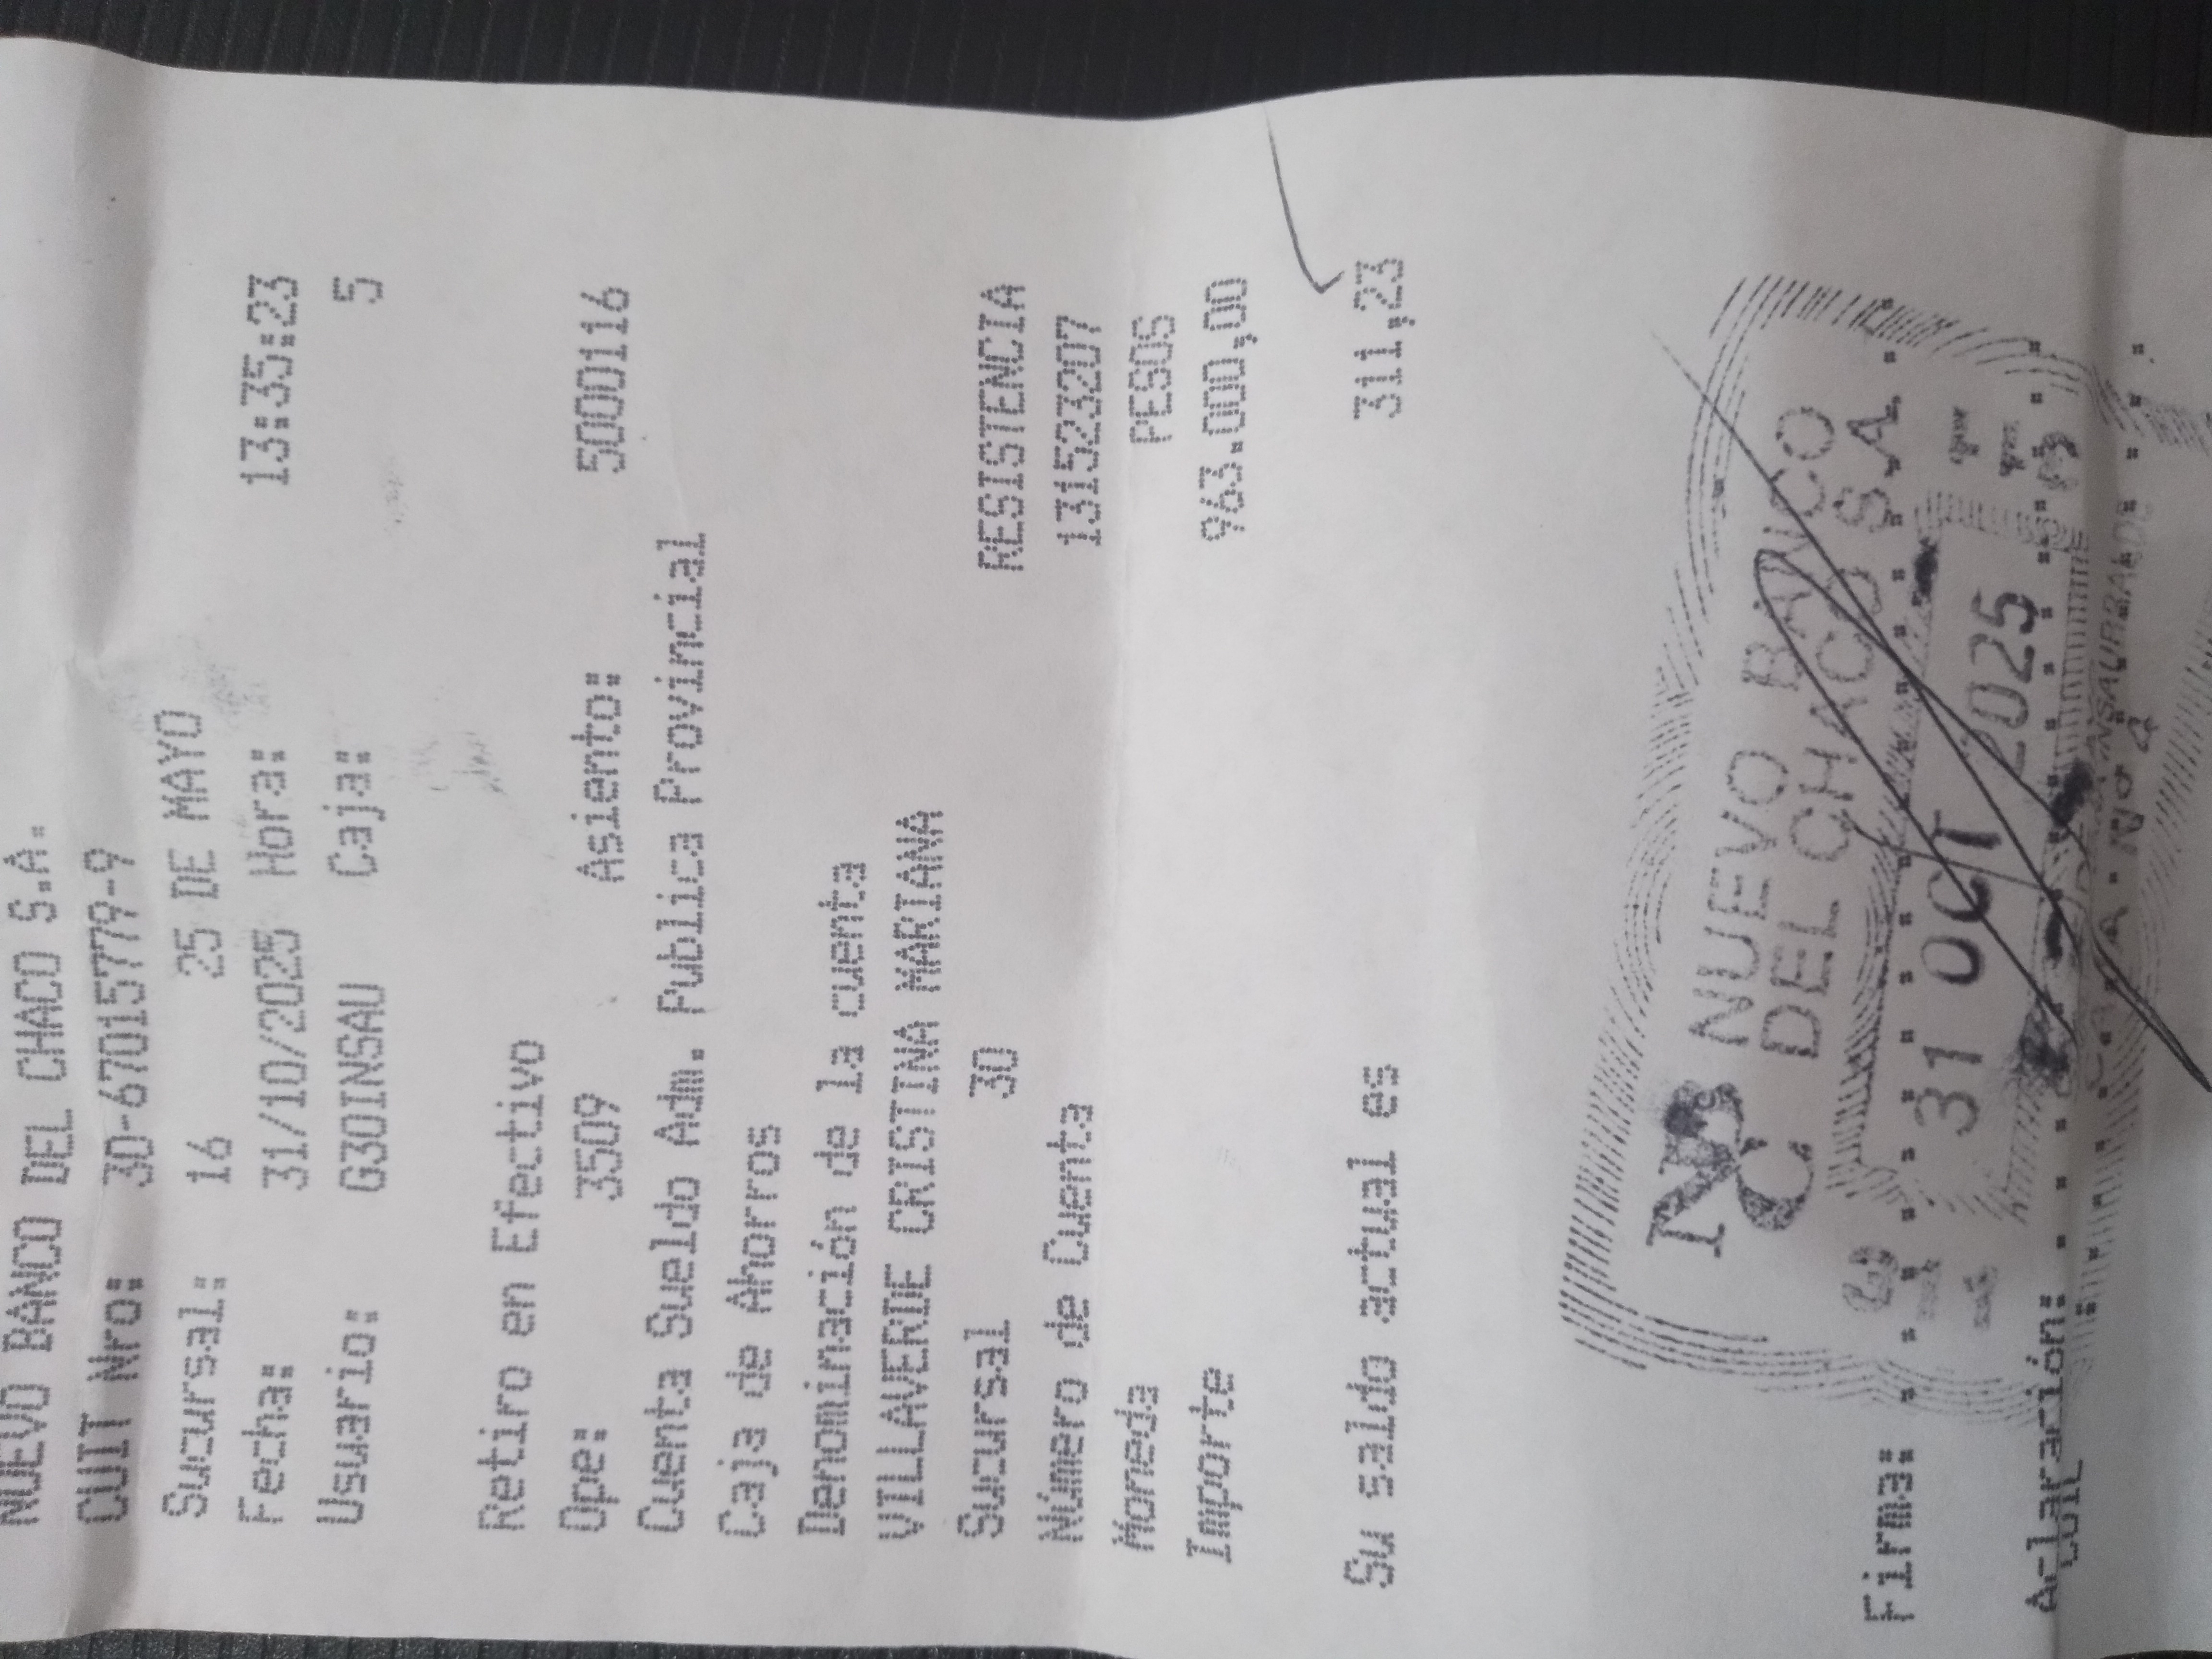 NUEVO BANCO DEL CHACO S.A.
CUIT Nro: 30-67015779-9
Sucursal: 16 25 DE MAYO
Fecha: 31/10/2025 Hora: 13:35:23
Usuario: G30INSAU Caja: 5
Retiro en Efectivo
Ope: 3509 Asiento: 5000116
Cuenta Sueldo Adm. Publica Provincial
Caja de Ahorros
Denominación de la cuenta
VILLAVERDE CRISTINA MARIANA
Sucursal 30 RESISTENCIA
Número de Cuenta 131523207
Moneda PESOS
Importe 963.000,00
Su saldo actual es 311,23
NBC NUEVO BANCO
DEL CHACO S.A.
31 OCT 2025
Firma:
Aclaración:
CUIL